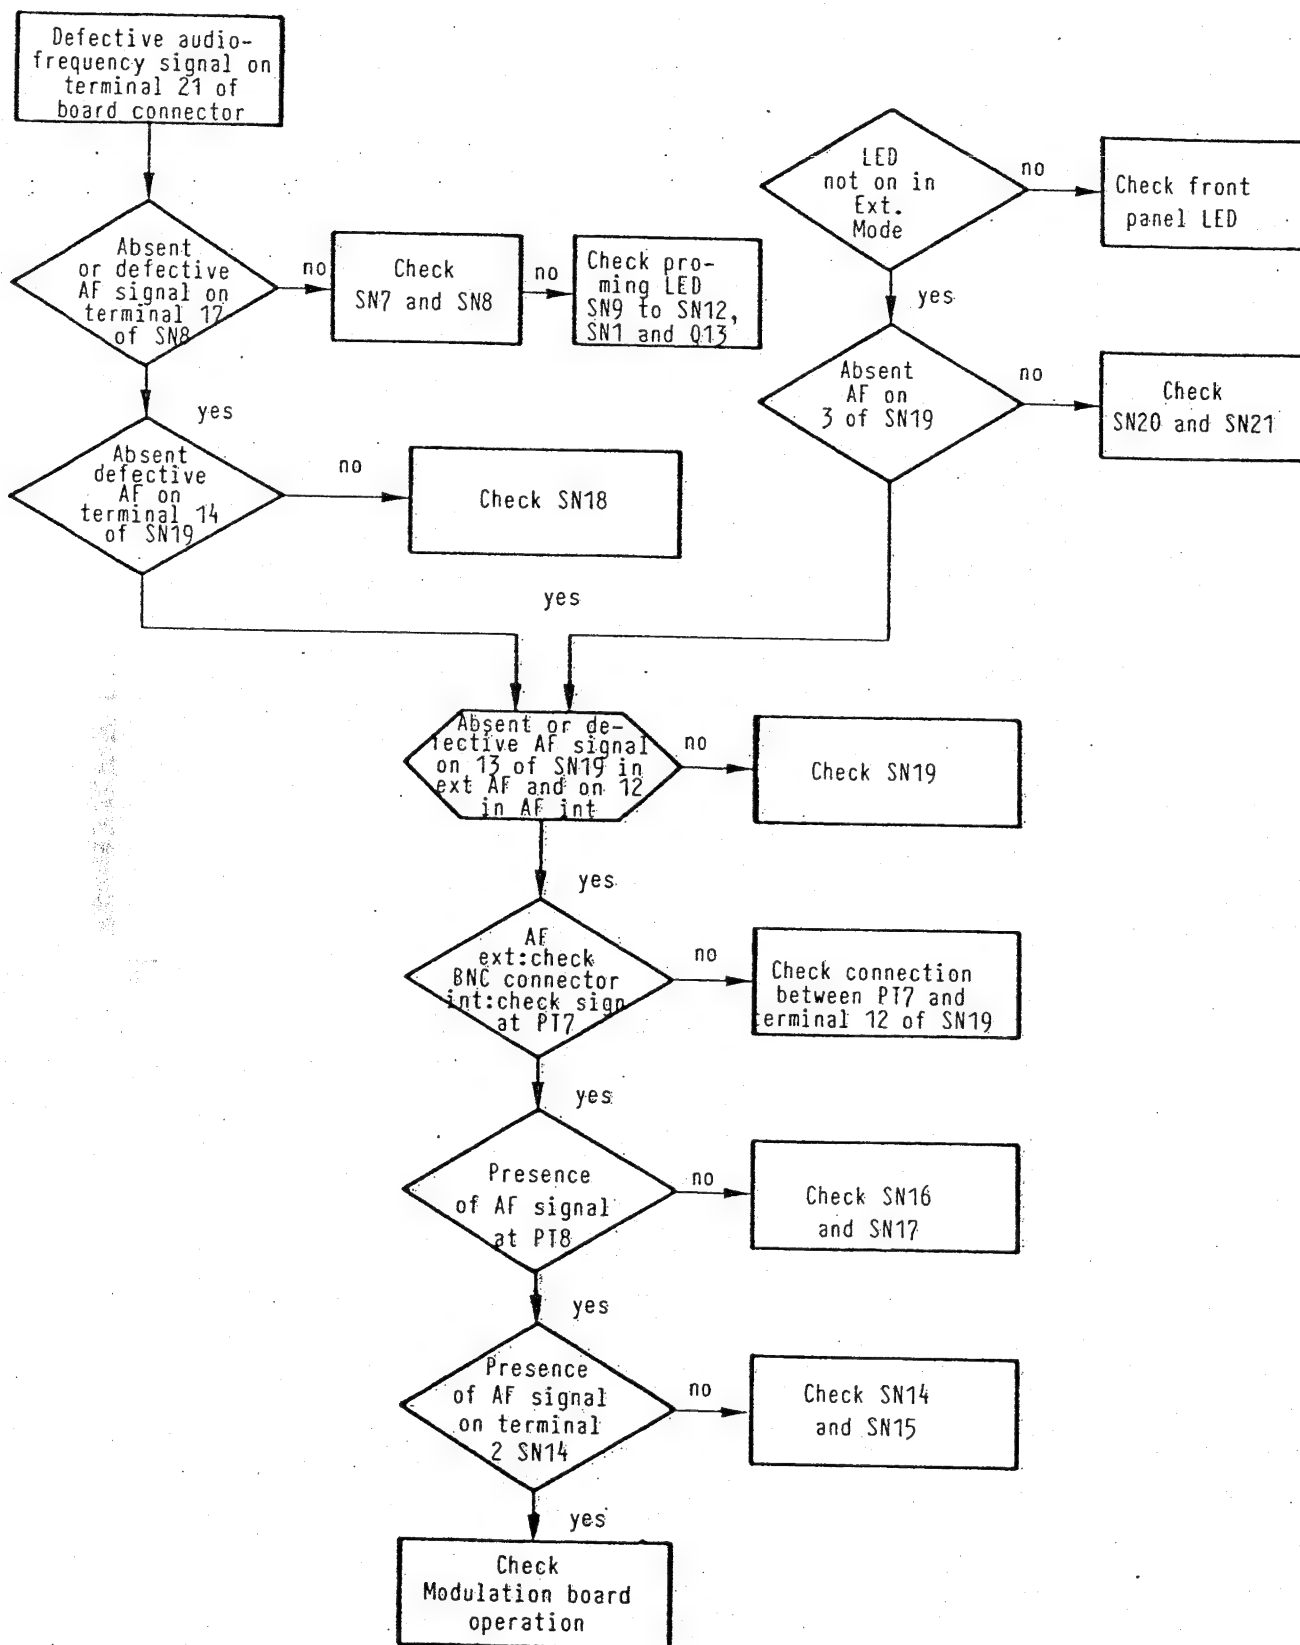 Defective audio-
frequency signal on
terminal 21 of
board connector
LED
not on in
Ext.
Mode
no
Check front
panel LED
Absent
or defective
AF signal on
terminal 17
of SN8
no
Check
SN7 and SN8
no
Check pro-
ming LED
SN9 to SN12,
SN1 and Q13
yes
Absent
AF on
3 of SN19
no
Check
SN20 and SN21
yes
Absent
defective
AF on
terminal 14
of SN19
no
Check SN18
yes
Absent or de-
fective AF signal
on 13 of SN19 in
ext AF and on 12
in AF int
no
Check SN19
yes
AF
ext:check
BNC connector
int:check sign
at PT7
no
Check connection
between PT7 and
terminal 12 of SN19
yes
Presence
of AF signal
at PT8
no
Check SN16
and SN17
yes
Presence
of AF signal
on terminal
2 SN14
no
Check SN14
and SN15
yes
Check
Modulation board
operation